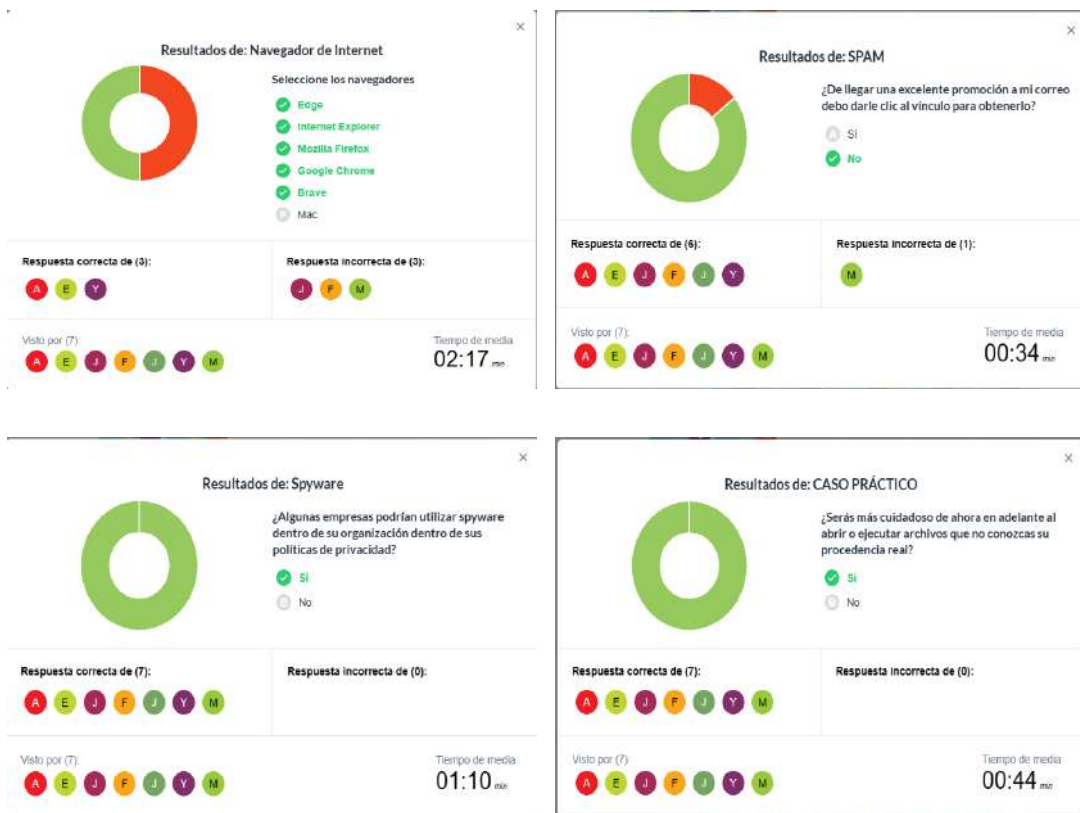 Resultados de: Navegador de Internet
Seleccione los navegadores
Edge
Internet Explorer
Mozilla Firefox
Google Chrome
Brave
Mac
Respuesta correcta de (3):
A E Y
Respuesta incorrecta de (3):
J F M
Visto por (7):
A E J F J Y M
Tiempo de media
02:17 min
Resultados de: SPAM
¿De llegar una excelente promoción a mi correo
debo darle clic al vínculo para obtenerlo?
A Sí
No
Respuesta correcta de (6):
A E J F J Y
Respuesta incorrecta de (1):
M
Visto por (7):
A E J F J Y M
Tiempo de media
00:34 min
Resultados de: Spyware
¿Algunas empresas podrían utilizar spyware
dentro de su organización dentro de sus
políticas de privacidad?
Si
B No
Respuesta correcta de (7):
A E J F J Y M
Respuesta incorrecta de (0):
Visto por (7)
A E J F J Y M
Tiempo de media
01:10 min
Resultados de: CASO PRÁCTICO
¿Serás más cuidadoso de ahora en adelante al
abrir o ejecutar archivos que no conozcas su
procedencia real?
Si
B No
Respuesta correcta de (7):
A E J F J Y M
Respuesta incorrecta de (0):
Visto por (7)
A E J F J Y M
Tiempo de media
00:44 min